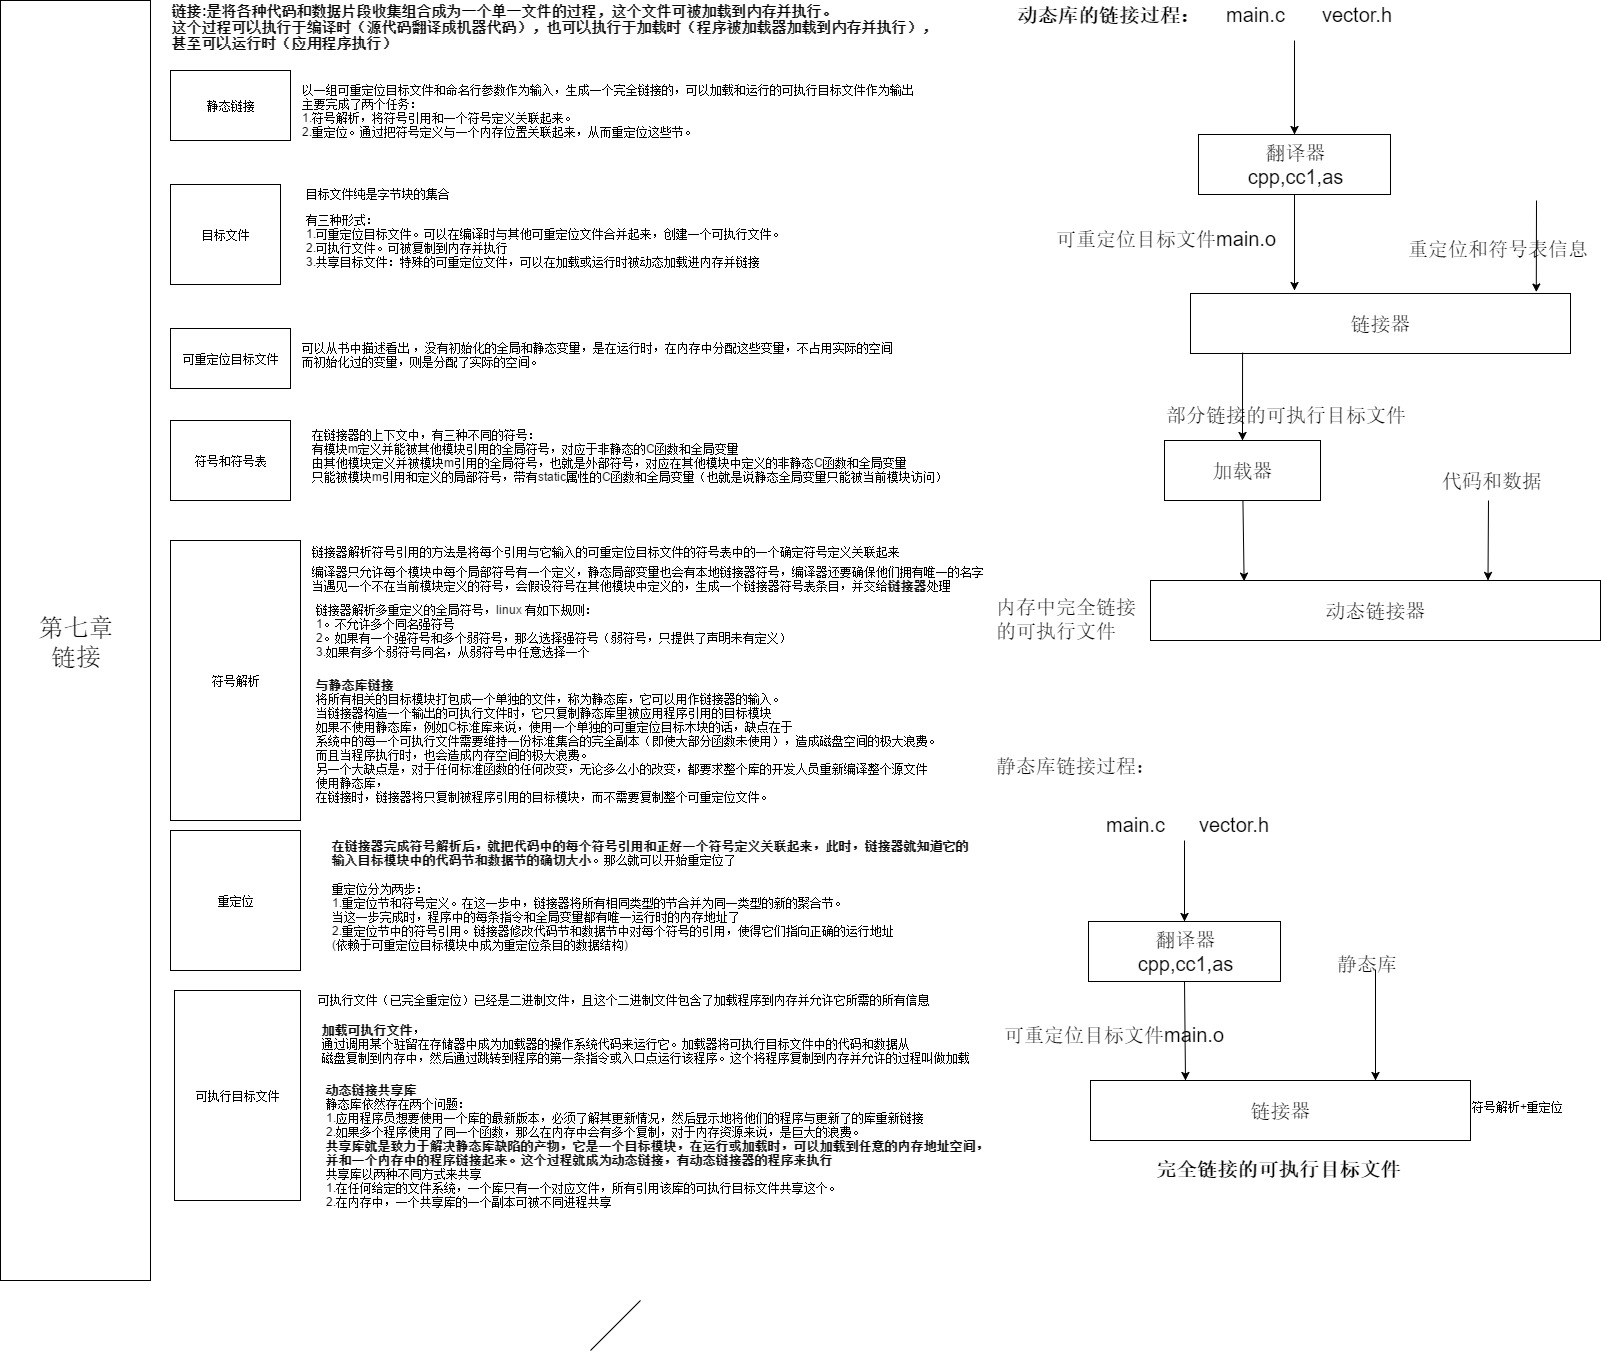 第七章
链接
链接:是将各种代码和数据片段收集组合成为一个单一文件的过程，这个文件可被加载到内存并执行。
这个过程可以执行于编译时（源代码翻译成机器代码），也可以执行于加载时（程序被加载器加载到内存并执行），
甚至可以运行时（应用程序执行）
静态链接
以一组可重定位目标文件和命名行参数作为输入，生成一个完全链接的，可以加载和运行的可执行目标文件作为输出
主要完成了两个任务：
1.符号解析，将符号引用和一个符号定义关联起来。
2.重定位。通过把符号定义与一个内存位置关联起来，从而重定位这些节。
目标文件
目标文件纯是字节块的集合
有三种形式：
1.可重定位目标文件。可以在编译时与其他可重定位文件合并起来，创建一个可执行文件。
2.可执行文件。可被复制到内存并执行
3.共享目标文件：特殊的可重定位文件，可以在加载或运行时被动态加载进内存并链接
可重定位目标文件
可以从书中描述看出 ，没有初始化的全局和静态变量，是在运行时，在内存中分配这些变量，不占用实际的空间
而初始化过的变量，则是分配了实际的空间。
符号和符号表
在链接器的上下文中，有三种不同的符号：
有模块m定义并能被其他模块引用的全局符号，对应于非静态的C函数和全局变量
由其他模块定义并被模块m引用的全局符号，也就是外部符号，对应在其他模块中定义的非静态C函数和全局变量
只能被模块m引用和定义的局部符号，带有static属性的C函数和全局变量（也就是说静态全局变量只能被当前模块访问）
符号解析
链接器解析符号引用的方法是将每个引用与它输入的可重定位目标文件的符号表中的一个确定符号定义关联起来
编译器只允许每个模块中每个局部符号有一个定义，静态局部变量也会有本地链接器符号，编译器还要确保他们拥有唯一的名字
当遇见一个不在当前模块定义的符号，会假设符号在其他模块中定义的，生成一个链接器符号表条目，并交给链接器处理
链接器解析多重定义的全局符号，linux 有如下规则：
1。不允许多个同名强符号
2。如果有一个强符号和多个弱符号，那么选择强符号（弱符号，只提供了声明未有定义）
3.如果有多个弱符号同名，从弱符号中任意选择一个
与静态库链接
将所有相关的目标模块打包成一个单独的文件，称为静态库，它可以用作链接器的输入。
当链接器构造一个输出的可执行文件时，它只复制静态库里被应用程序引用的目标模块
如果不使用静态库，例如C标准库来说，使用一个单独的可重定位目标木块的话，缺点在于
系统中的每一个可执行文件需要维持一份标准集合的完全副本（即使大部分函数未使用），造成磁盘空间的极大浪费。
而且当程序执行时，也会造成内存空间的极大浪费。
另一个大缺点是，对于任何标准函数的任何改变，无论多么小的改变，都要求整个库的开发人员重新编译整个源文件
使用静态库，
在链接时，链接器将只复制被程序引用的目标模块，而不需要复制整个可重定位文件。
重定位
在链接器完成符号解析后，就把代码中的每个符号引用和正好一个符号定义关联起来，此时，链接器就知道它的
输入目标模块中的代码节和数据节的确切大小。那么就可以开始重定位了
重定位分为两步：
1.重定位节和符号定义。在这一步中，链接器将所有相同类型的节合并为同一类型的新的聚合节。
当这一步完成时，程序中的每条指令和全局变量都有唯一运行时的内存地址了
2.重定位节中的符号引用。链接器修改代码节和数据节中对每个符号的引用，使得它们指向正确的运行地址
(依赖于可重定位目标模块中成为重定位条目的数据结构)
可执行目标文件
可执行文件（已完全重定位）已经是二进制文件，且这个二进制文件包含了加载程序到内存并允许它所需的所有信息
加载可执行文件，
通过调用某个驻留在存储器中成为加载器的操作系统代码来运行它。加载器将可执行目标文件中的代码和数据从
磁盘复制到内存中，然后通过跳转到程序的第一条指令或入口点运行该程序。这个将程序复制到内存并允许的过程叫做加载
动态链接共享库
静态库依然存在两个问题：
1.应用程序员想要使用一个库的最新版本，必须了解其更新情况，然后显示地将他们的程序与更新了的库重新链接
2.如果多个程序使用了同一个函数，那么在内存中会有多个复制，对于内存资源来说，是巨大的浪费。
共享库就是致力于解决静态库缺陷的产物，它是一个目标模块，在运行或加载时，可以加载到任意的内存地址空间，
并和一个内存中的程序链接起来。这个过程就成为动态链接，有动态链接器的程序来执行
共享库以两种不同方式来共享
1.在任何给定的文件系统，一个库只有一个对应文件，所有引用该库的可执行目标文件共享这个。
2.在内存中，一个共享库的一个副本可被不同进程共享
动态库的链接过程： main.c vector.h
翻译器
cpp,cc1,as
可重定位目标文件main.o
重定位和符号表信息
链接器
部分链接的可执行目标文件
加载器
代码和数据
内存中完全链接
的可执行文件
动态链接器
静态库链接过程：
main.c vector.h
翻译器
cpp,cc1,as
静态库
可重定位目标文件main.o
链接器
符号解析+重定位
完全链接的可执行目标文件